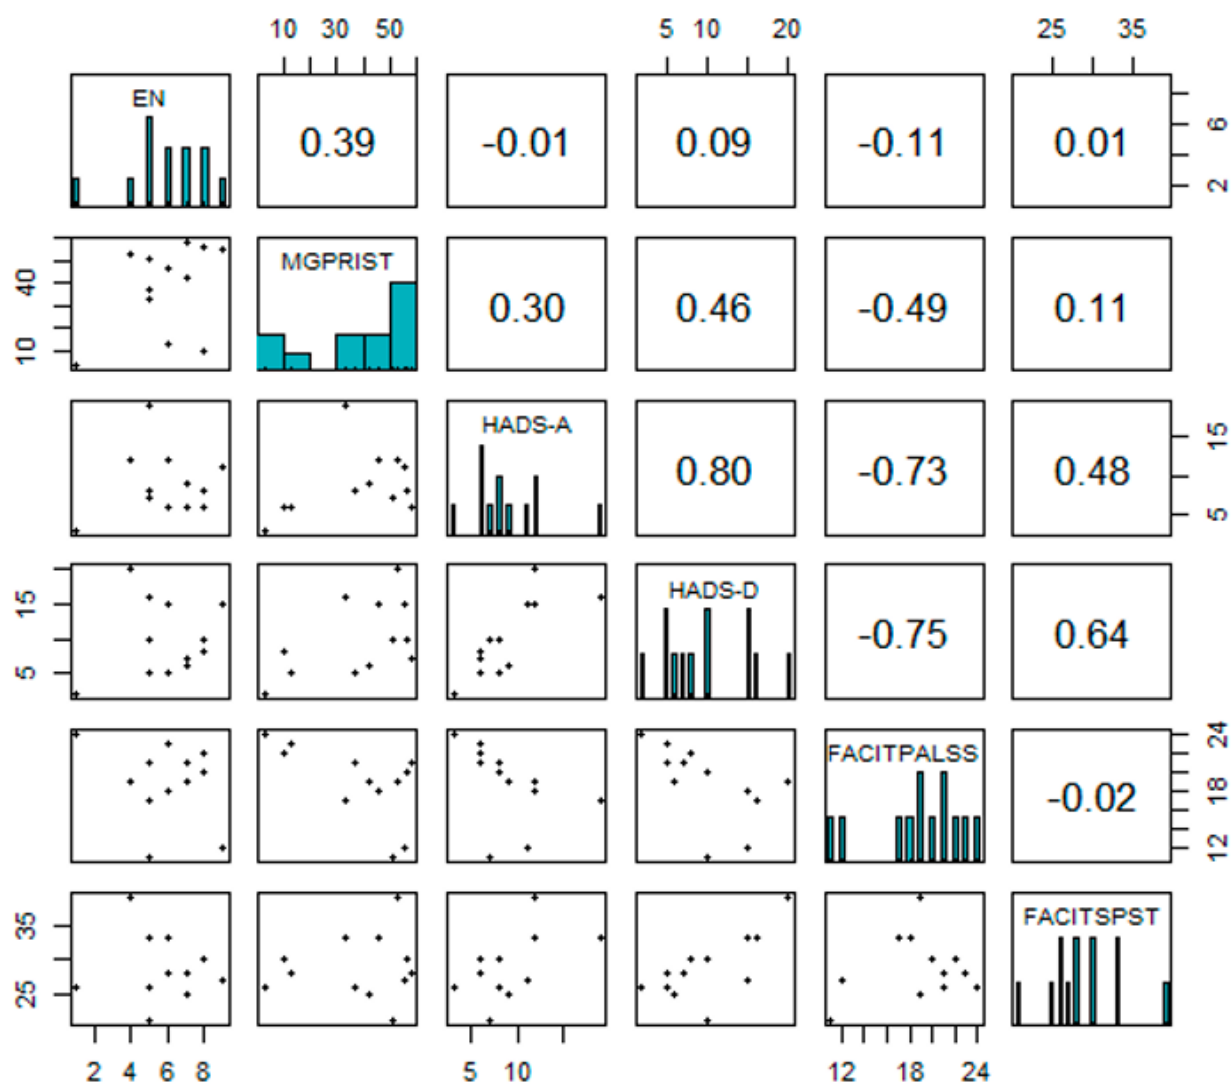 10 30 50 5 10 20 25 35
EN 0.39 -0.01 0.09 -0.11 0.01 2 6
10 40 MGPRIST 0.30 0.46 -0.49 0.11
HADS-A 0.80 -0.73 0.48 5 15
5 15 HADS-D -0.75 0.64
FACITPALSS -0.02 12 18 24
25 35 FACITSPST
2 4 6 8 5 10 12 18 24